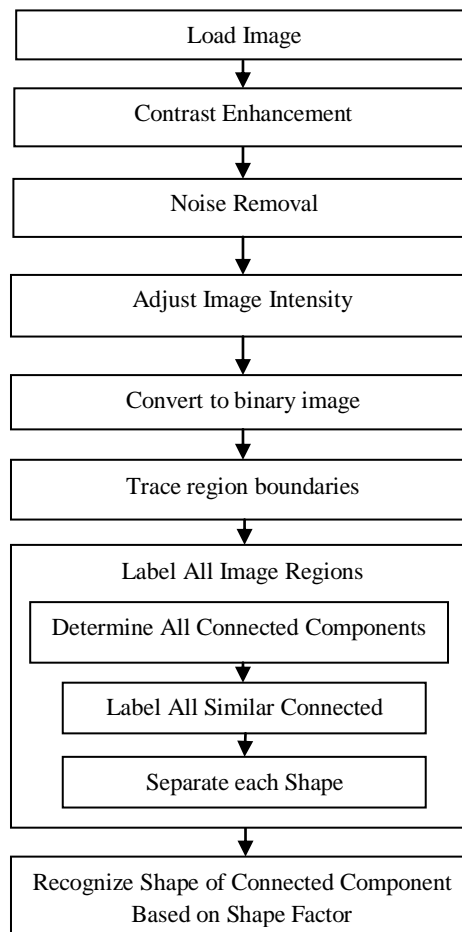 Load Image
Contrast Enhancement
Noise Removal
Adjust Image Intensity
Convert to binary image
Trace region boundaries
Label All Image Regions
Determine All Connected Components
Label All Similar Connected
Separate each Shape
Recognize Shape of Connected Component
Based on Shape Factor